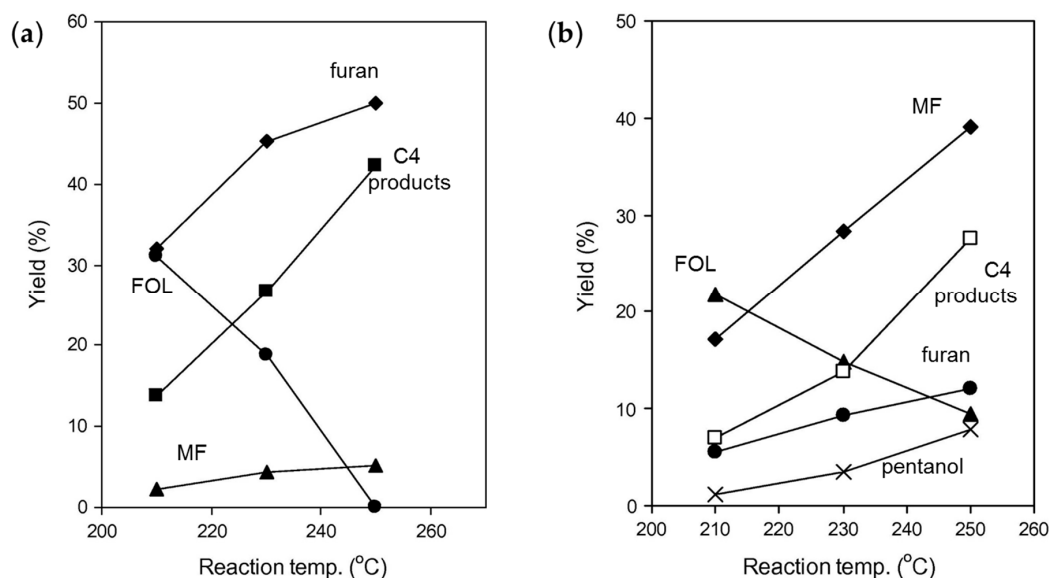 (a)
60
50
40
30
20
10
0
Yield (%)
furan
C4
products
FOL
MF
200
220
240
260
Reaction temp. (°C)
(b)
50
40
30
20
10
0
Yield (%)
MF
FOL
C4
products
furan
pentanol
200
210
220
230
240
250
260
Reaction temp. (°C)